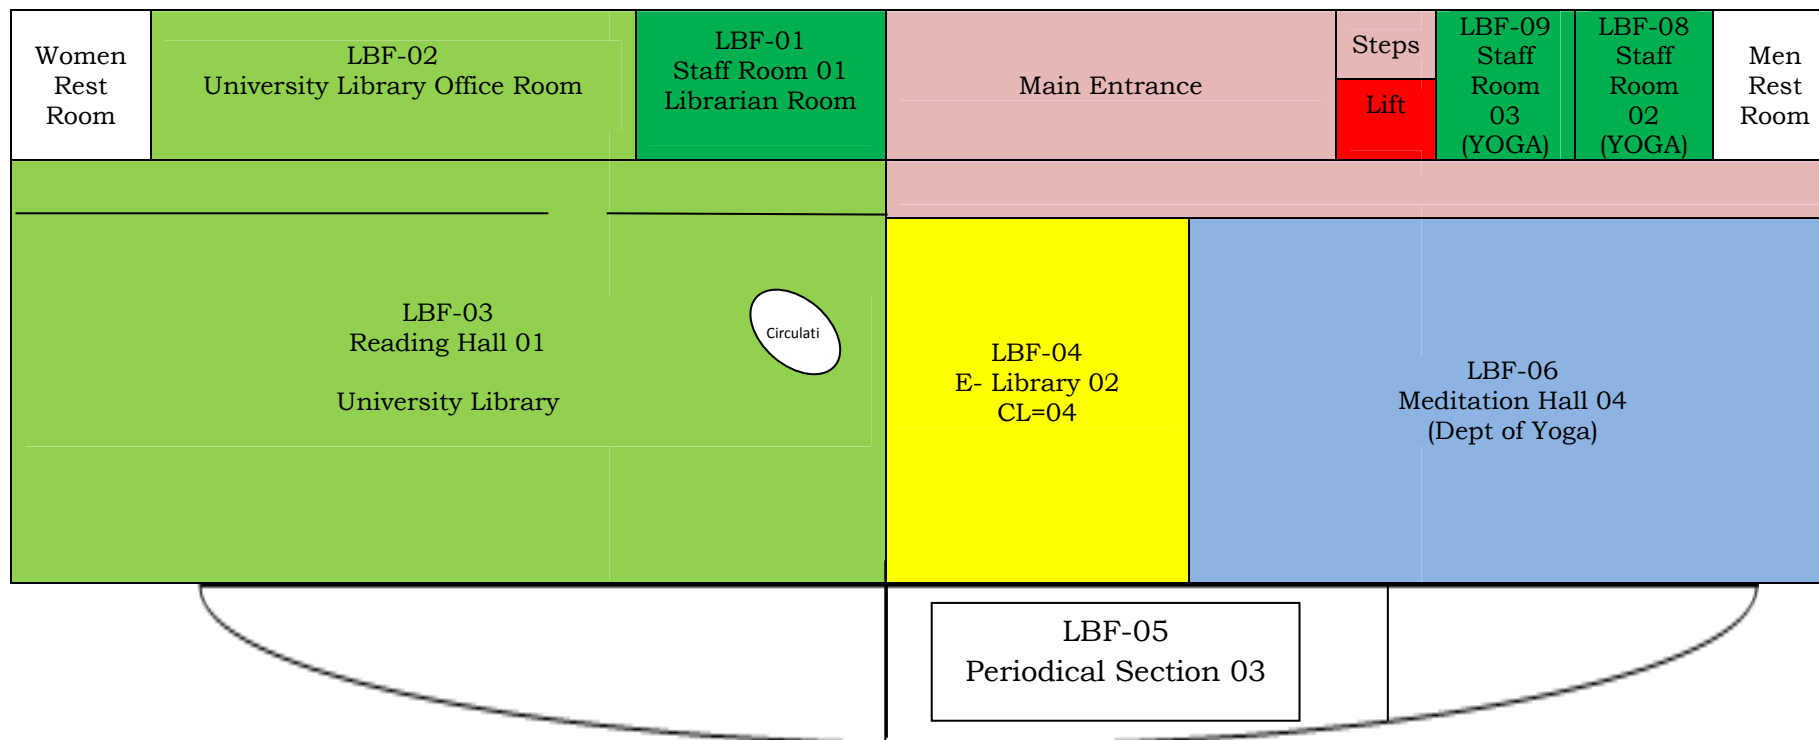 Women
Rest
Room
LBF-02
University Library Office Room
LBF-01
Staff Room 01
Librarian Room
Main Entrance
Steps
Lift
LBF-09
Staff
Room
03
(YOGA)
LBF-08
Staff
Room
02
(YOGA)
Men
Rest
Room
LBF-03
Reading Hall 01
University Library
Circulati
LBF-04
E- Library 02
CL=04
LBF-06
Meditation Hall 04
(Dept of Yoga)
LBF-05
Periodical Section 03